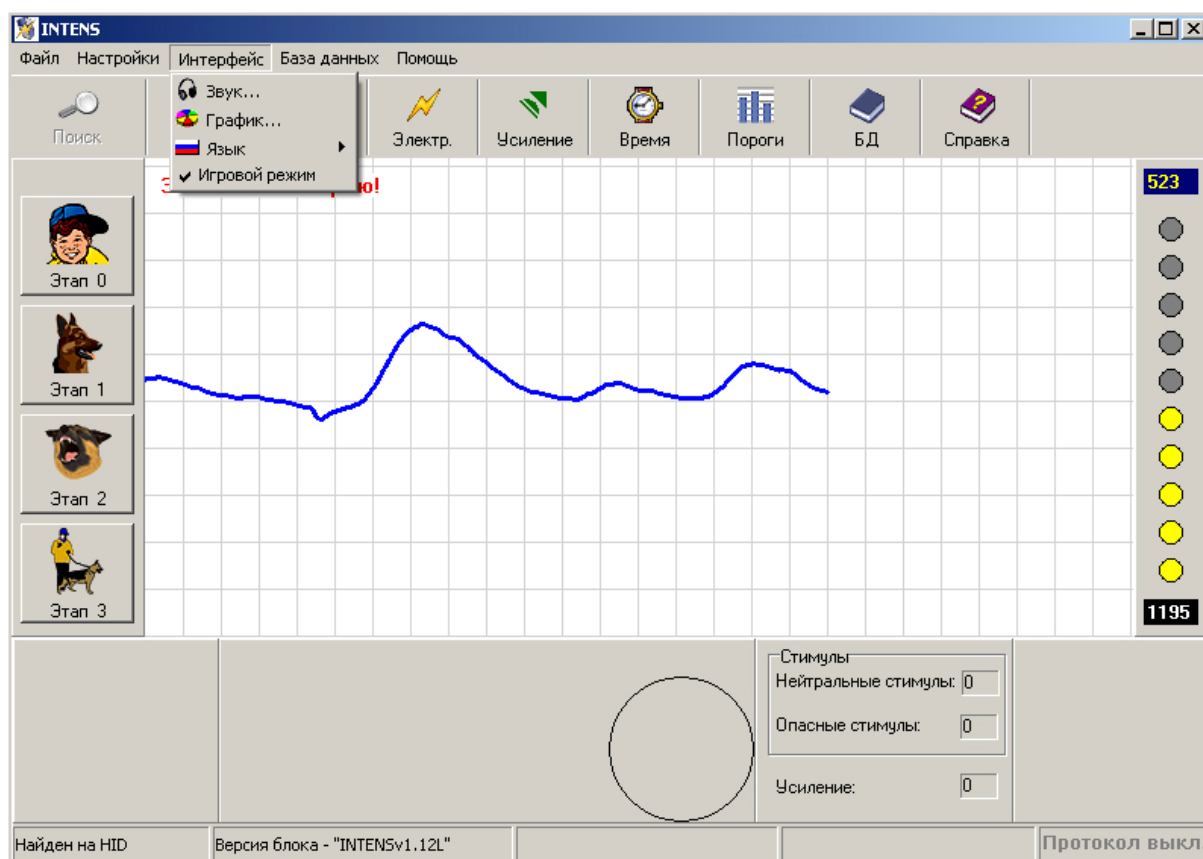 INTENS
Файл Настройки Интерфейс База данных Помощь
Звук...
График...
Язык
Игровой режим
Поиск Электр. Усиление Время Пороги БД Справка
523
Этап 0
Этап 1
Этап 2
Этап 3
1195
Стимулы
Нейтральные стимулы: 0
Опасные стимулы: 0
Усиление: 0
Найден на HID Версия блока - "INTENSv1.12L" Протокол выкл